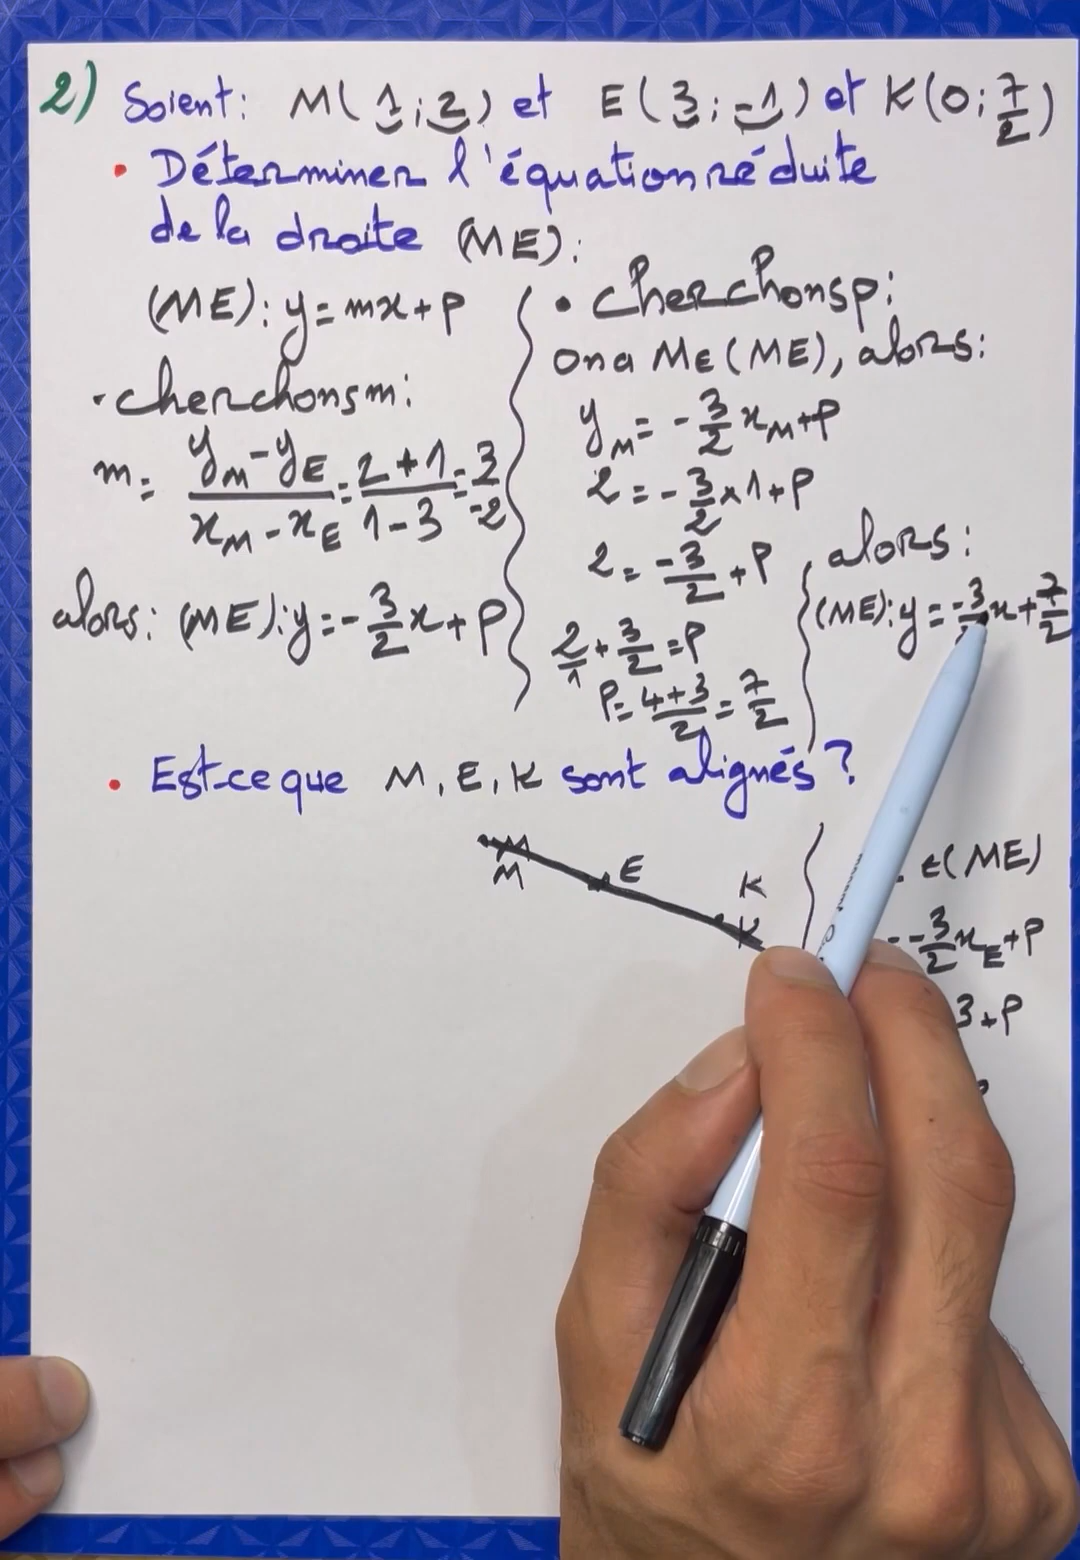 2) Soient: M(1;2) et E(3;-1) et K(0;7/2)
• Déterminer l'équation réduite
de la droite (ME):
(ME): y=mx+p
• cherchons m:
m= (yM-yE)/(xM-xE) = (2+1)/(1-3) = 3/-2
alors: (ME): y=-3/2 x+p
• cherchons p:
on a M∈(ME), alors:
yM = -3/2 xM+p
2 = -3/2 ×1+p
2 = -3/2 + p
2/1 + 3/2 = p
p= (4+3)/2 = 7/2
alors:
(ME): y = -3/2 x + 7/2
• Est-ce que M, E, K sont alignés?
M
M
E
K
K
∈(ME)
-3/2 xE+p
3+p